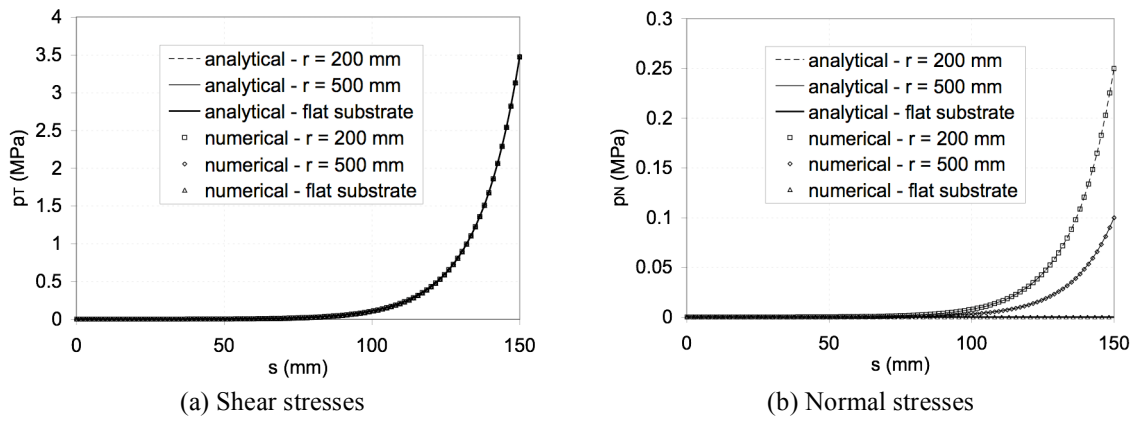 4
3.5
3
2.5
2
1.5
1
0.5
0
pT (MPa)
analytical - r = 200 mm
analytical - r = 500 mm
analytical - flat substrate
numerical - r = 200 mm
numerical - r = 500 mm
numerical - flat substrate
0 50 100 150
s (mm)
(a) Shear stresses
0.3
0.25
0.2
0.15
0.1
0.05
0
pN (MPa)
analytical - r = 200 mm
analytical - r = 500 mm
analytical - flat substrate
numerical - r = 200 mm
numerical - r = 500 mm
numerical - flat substrate
0 50 100 150
s (mm)
(b) Normal stresses